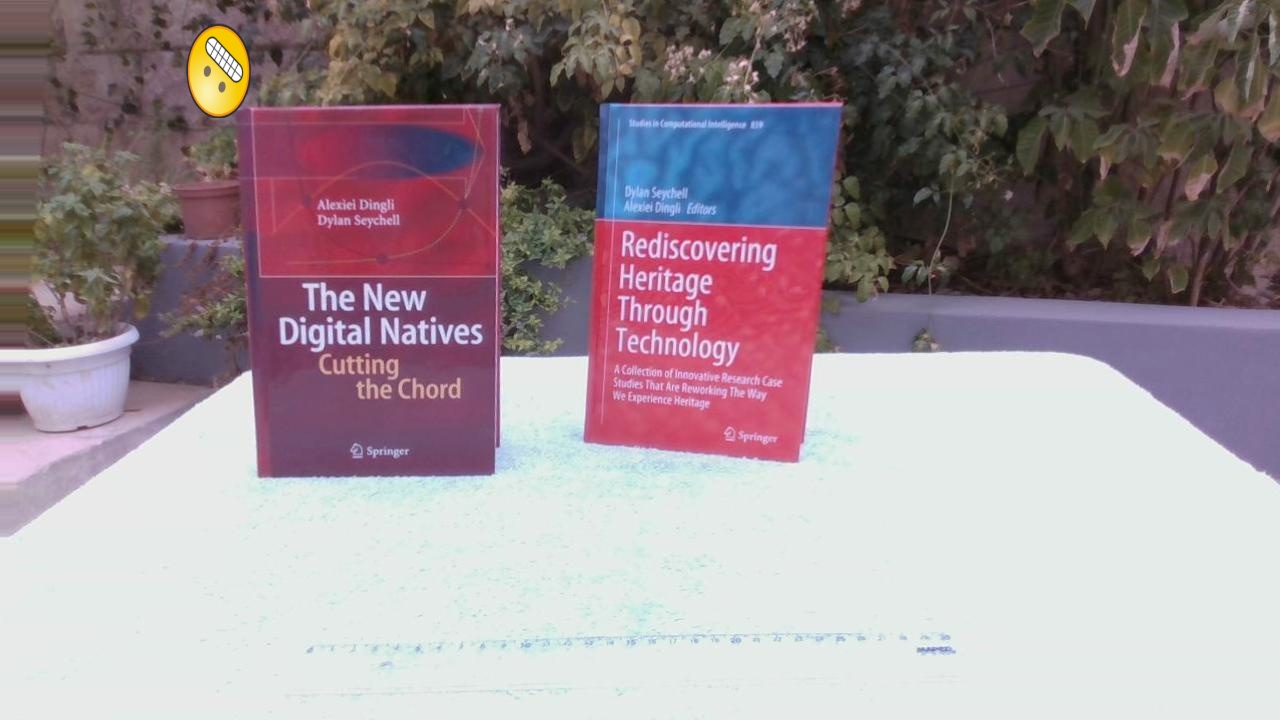 Alexiei Dingli
Dylan Seychell
The New
Digital Natives
Cutting
the Chord
Springer
Studies in Computational Intelligence 859
Dylan Seychell
Alexiei Dingli Editors
Rediscovering
Heritage
Through
Technology
A Collection of Innovative Research Case
Studies That Are Reworking The Way
We Experience Heritage
Springer